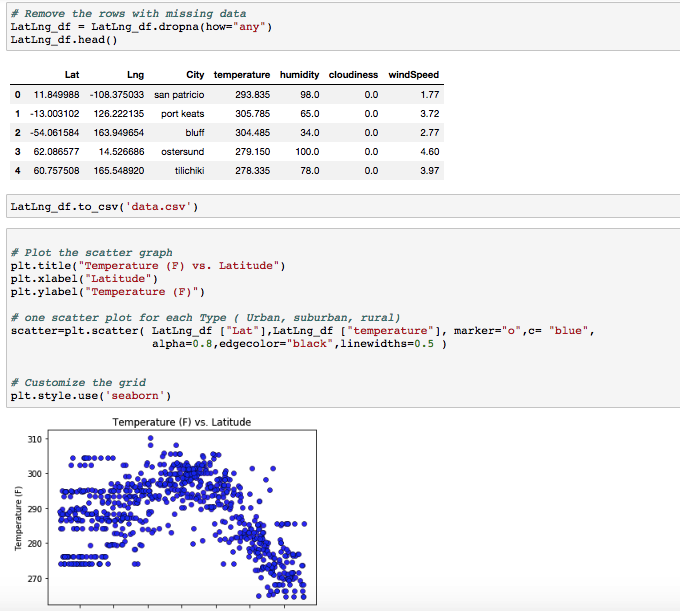 # Remove the rows with missing data
LatLng_df = LatLng_df.dropna(how="any")
LatLng_df.head()
Lat Lng City temperature humidity cloudiness windSpeed
0 11.849988 -108.375033 san patricio 293.835 98.0 0.0 1.77
1 -13.003102 126.222135 port keats 305.785 65.0 0.0 3.72
2 -54.061584 163.949654 bluff 304.485 34.0 0.0 2.77
3 62.086577 14.526686 ostersund 279.150 100.0 0.0 4.60
4 60.757508 165.548920 tilichiki 278.335 78.0 0.0 3.97
LatLng_df.to_csv('data.csv')
# Plot the scatter graph
plt.title("Temperature (F) vs. Latitude")
plt.xlabel("Latitude")
plt.ylabel("Temperature (F)")
# one scatter plot for each Type ( Urban, suburban, rural)
scatter=plt.scatter( LatLng_df ["Lat"],LatLng_df ["temperature"], marker="o",c= "blue",
alpha=0.8,edgecolor="black",linewidths=0.5 )
# Customize the grid
plt.style.use('seaborn')
Temperature (F) vs. Latitude
310
300
290
280
270
Temperature (F)